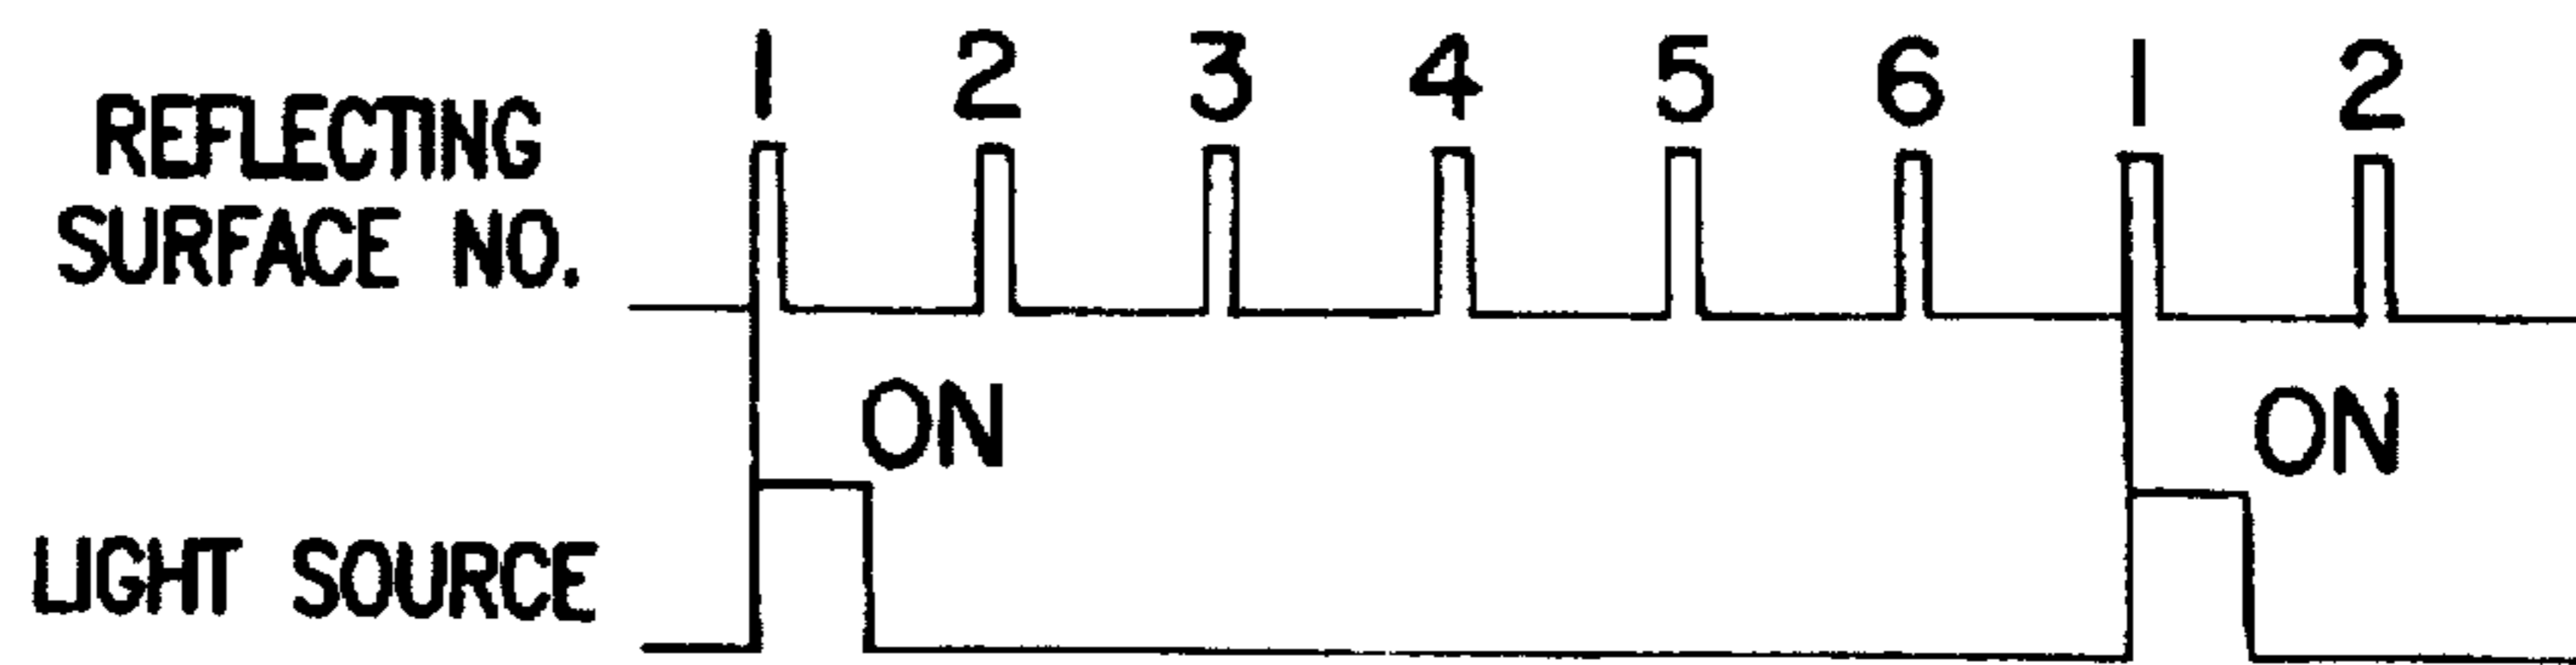 1 2 3 4 5 6 1 2
REFLECTING
SURFACE NO.
ON ON
LIGHT SOURCE